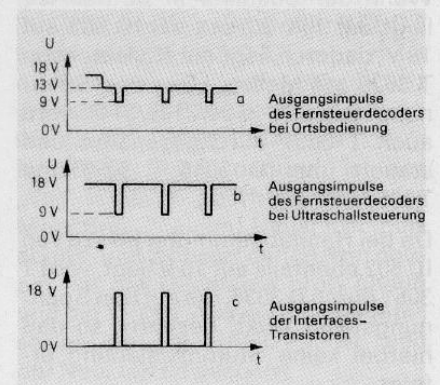 U
18 V
13 V
9 V
0 V
a
t
Ausgangsimpulse
des Fernsteuerdecoders
bei Ortsbedienung
U
18 V
9 V
0 V
b
t
Ausgangsimpulse
des Fernsteuerdecoders
bei Ultraschallsteuerung
U
18 V
0 V
c
t
Ausgangsimpulse
der Interfaces-
Transistoren